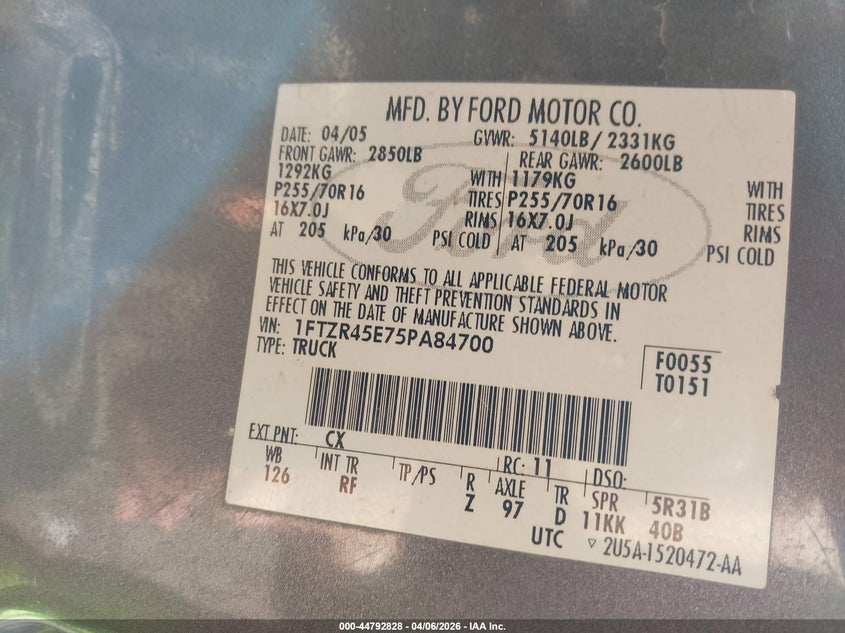 MFD. BY FORD MOTOR CO.
DATE: 04/05 GVWR: 5140LB/ 2331KG
FRONT GAWR: 2850LB REAR GAWR: 2600LB
1292KG WITH 1179KG WITH
P255/70R16 TIRES P255/70R16 TIRES
16X7.0J RIMS 16X7.0J RIMS
AT 205 kPa/30 PSI COLD AT 205 kPa/30 PSI COLD
Ford
THIS VEHICLE CONFORMS TO ALL APPLICABLE FEDERAL MOTOR
VEHICLE SAFETY AND THEFT PREVENTION STANDARDS IN
EFFECT ON THE DATE OF MANUFACTURE SHOWN ABOVE.
VIN: 1FTZR45E75PA84700
TYPE: TRUCK
F0055
T0151
EXT PNT: CX RC: 11 DSO:
WB INT TR TP/PS R AXLE TR SPR 5R31B
126 RF Z 97 D 11KK 40B
UTC ▽ 2U5A-1520472-AA
000-44792828 - 04/06/2026 - IAA Inc.